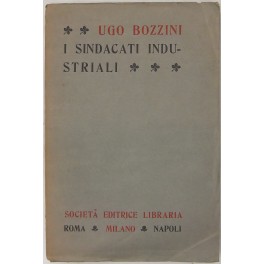 UGO BOZZINI
I SINDACATI INDU-
STRIALI
SOCIETÀ EDITRICE LIBRARIA
ROMA MILANO NAPOLI